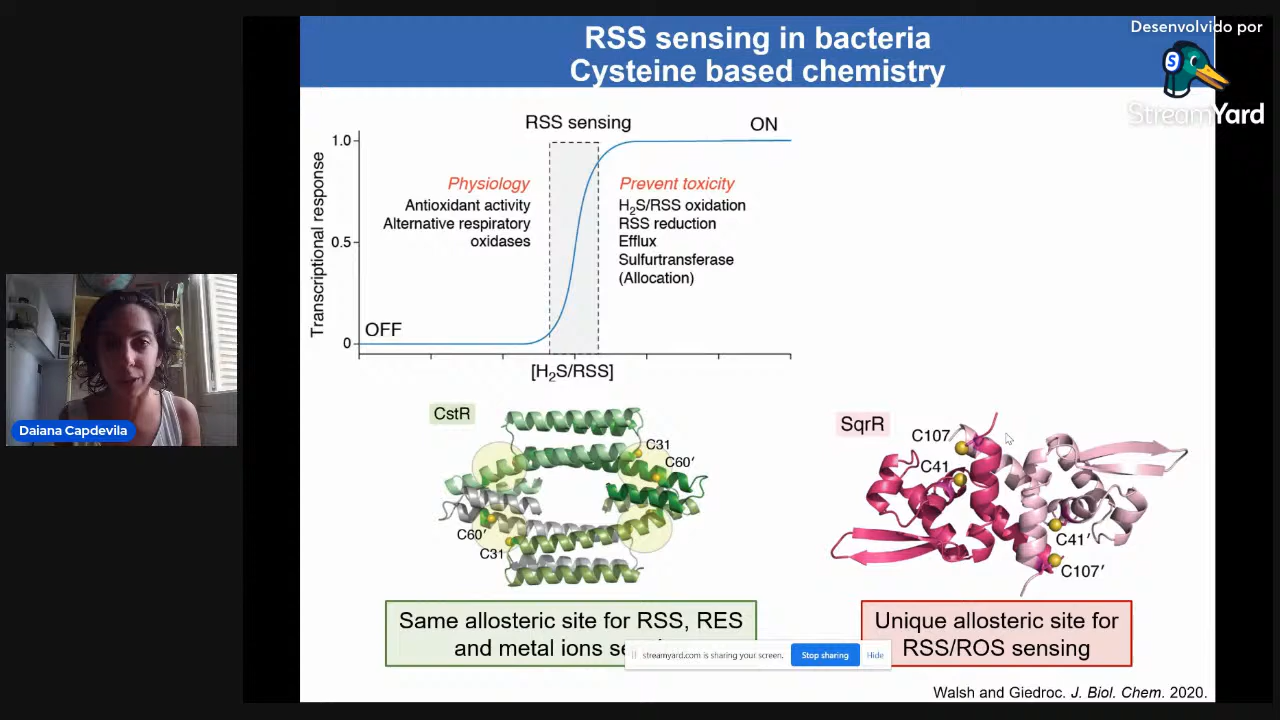 RSS sensing in bacteria
Cysteine based chemistry
Desenvolvido por
StreamYard
RSS sensing
ON
Transcriptional response
1.0
0.5
0
Physiology
Antioxidant activity
Alternative respiratory
oxidases
Prevent toxicity
H₂S/RSS oxidation
RSS reduction
Efflux
Sulfurtransferase
(Allocation)
OFF
[H₂S/RSS]
Daiana Capdevila
CstR
C31
C60′
C60′
C31
SqrR
C107
C41
C41′
C107′
Same allosteric site for RSS, RES
and metal ions se
Unique allosteric site for
RSS/ROS sensing
streamyard.com is sharing your screen.
Stop sharing
Hide
Walsh and Giedroc. J. Biol. Chem. 2020.